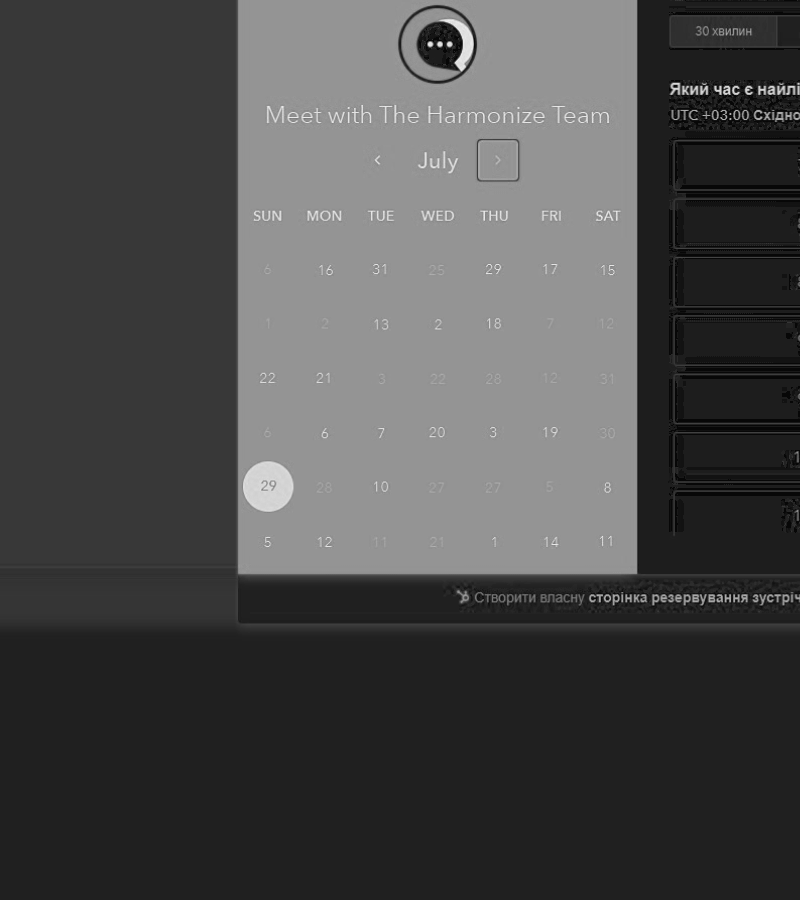 30 хвилин
Який час є найлі
UTC +03:00 Східно
Meet with The Harmonize Team
July
SUN MON TUE WED THU FRI SAT
6 16 31 25 29 17 15
1 2 13 2 18 7 12
22 21 3 22 28 12 31
6 6 7 20 3 19 30
29 28 10 27 27 5 8
5 12 11 21 1 14 11
Створити власну сторінка резервування зустріч